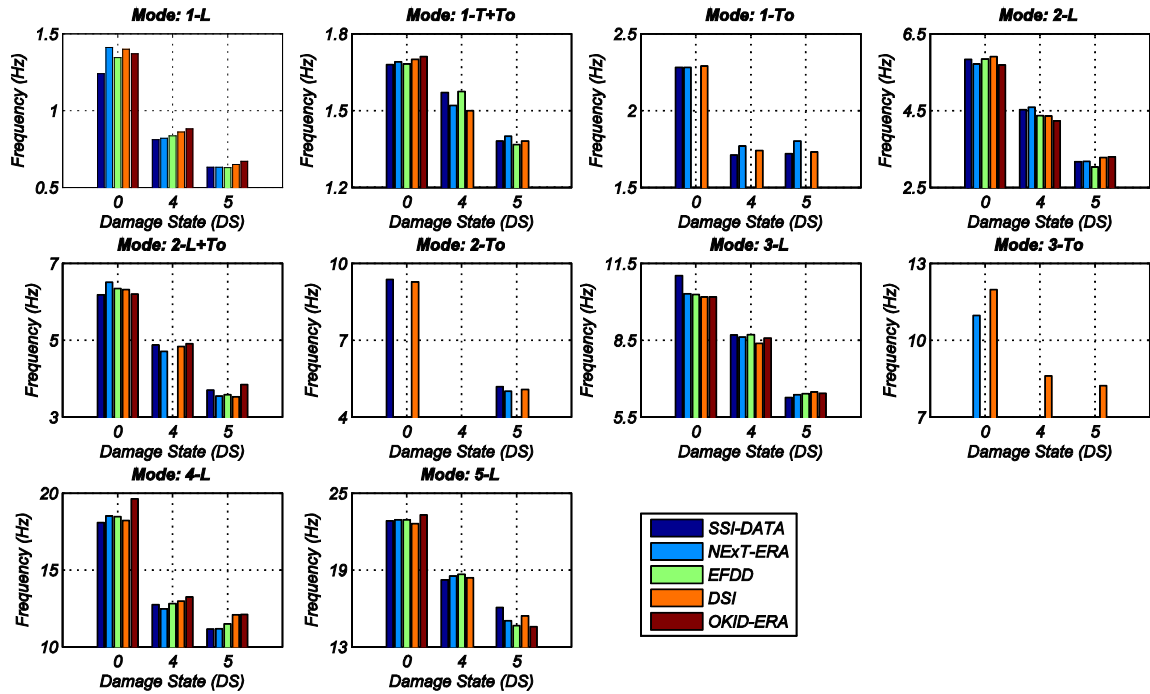 Mode: 1-L
Mode: 1-T+To
Mode: 1-To
Mode: 2-L
Frequency (Hz)
1.5
1
0.5
0 4 5
Damage State (DS)
Frequency (Hz)
1.8
1.5
1.2
0 4 5
Damage State (DS)
Frequency (Hz)
2.5
2
1.5
0 4 5
Damage State (DS)
Frequency (Hz)
6.5
4.5
2.5
0 4 5
Damage State (DS)
Mode: 2-L+To
Mode: 2-To
Mode: 3-L
Mode: 3-To
Frequency (Hz)
7
5
3
0 4 5
Damage State (DS)
Frequency (Hz)
10
7
4
0 4 5
Damage State (DS)
Frequency (Hz)
11.5
8.5
5.5
0 4 5
Damage State (DS)
Frequency (Hz)
13
10
7
0 4 5
Damage State (DS)
Mode: 4-L
Mode: 5-L
Frequency (Hz)
20
15
10
0 4 5
Damage State (DS)
Frequency (Hz)
25
19
13
0 4 5
Damage State (DS)
SSI-DATA
NExT-ERA
EFDD
DSI
OKID-ERA